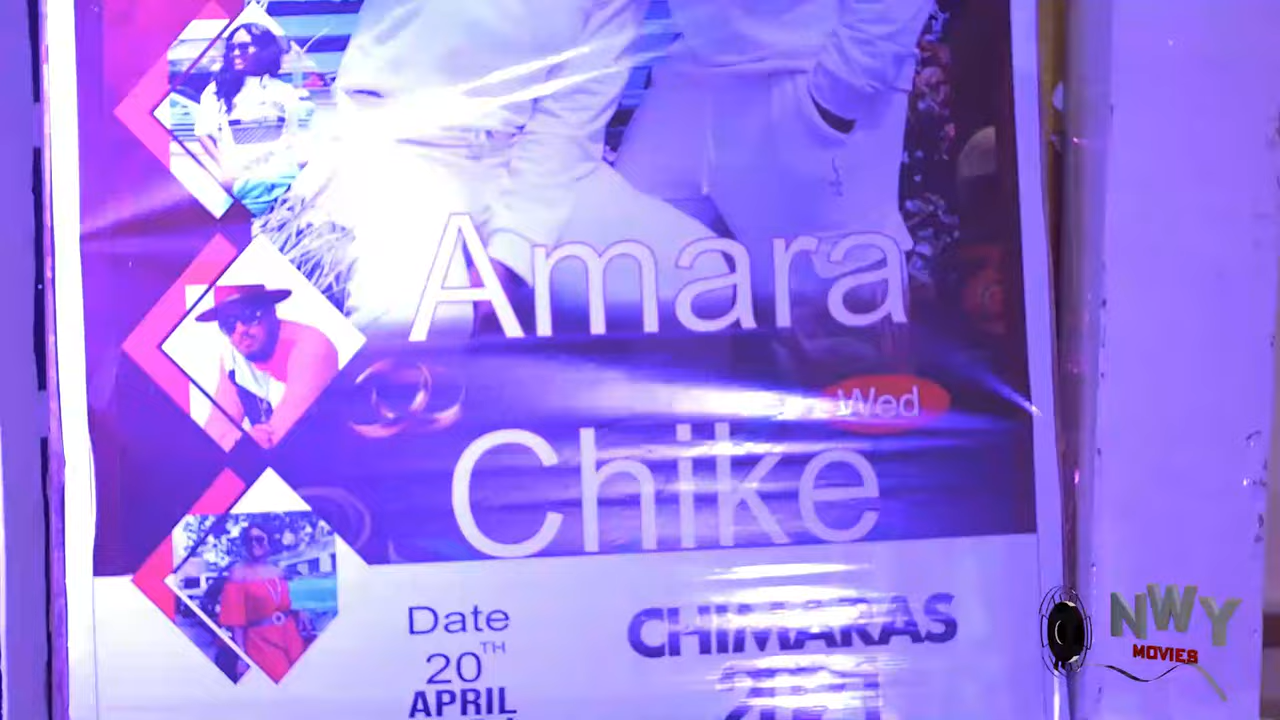 Amara
Wed
Chike
Date
20TH
APRIL
CHIMARAS
NWY
MOVIES